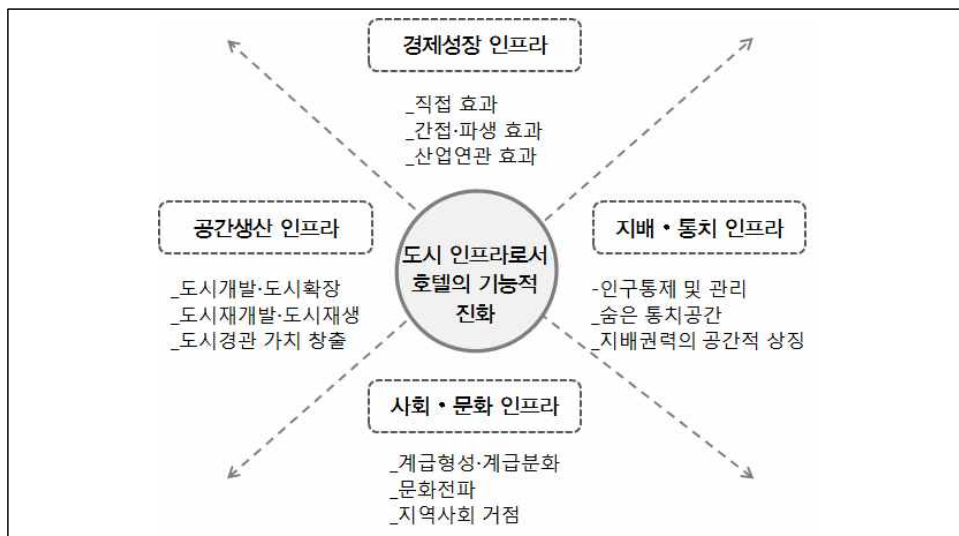 경제성장 인프라
_직접 효과
_간접·파생 효과
_산업연관 효과
공간생산 인프라
_도시개발·도시확장
_도시재개발·도시재생
_도시경관 가치 창출
도시 인프라로서
호텔의 기능적
진화
지배・통치 인프라
-인구통제 및 관리
_숨은 통치공간
_지배권력의 공간적 상징
사회・문화 인프라
_계급형성·계급분화
_문화전파
_지역사회 거점